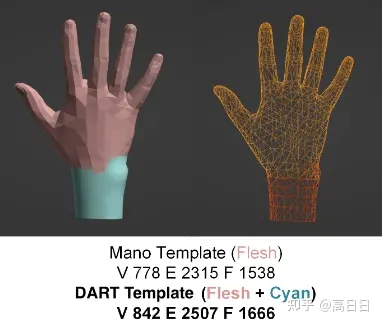 知乎 @高日日
Mano Template (Flesh)
V 778 E 2315 F 1538
DART Template (Flesh + Cyan)
V 842 E 2507 F 1666